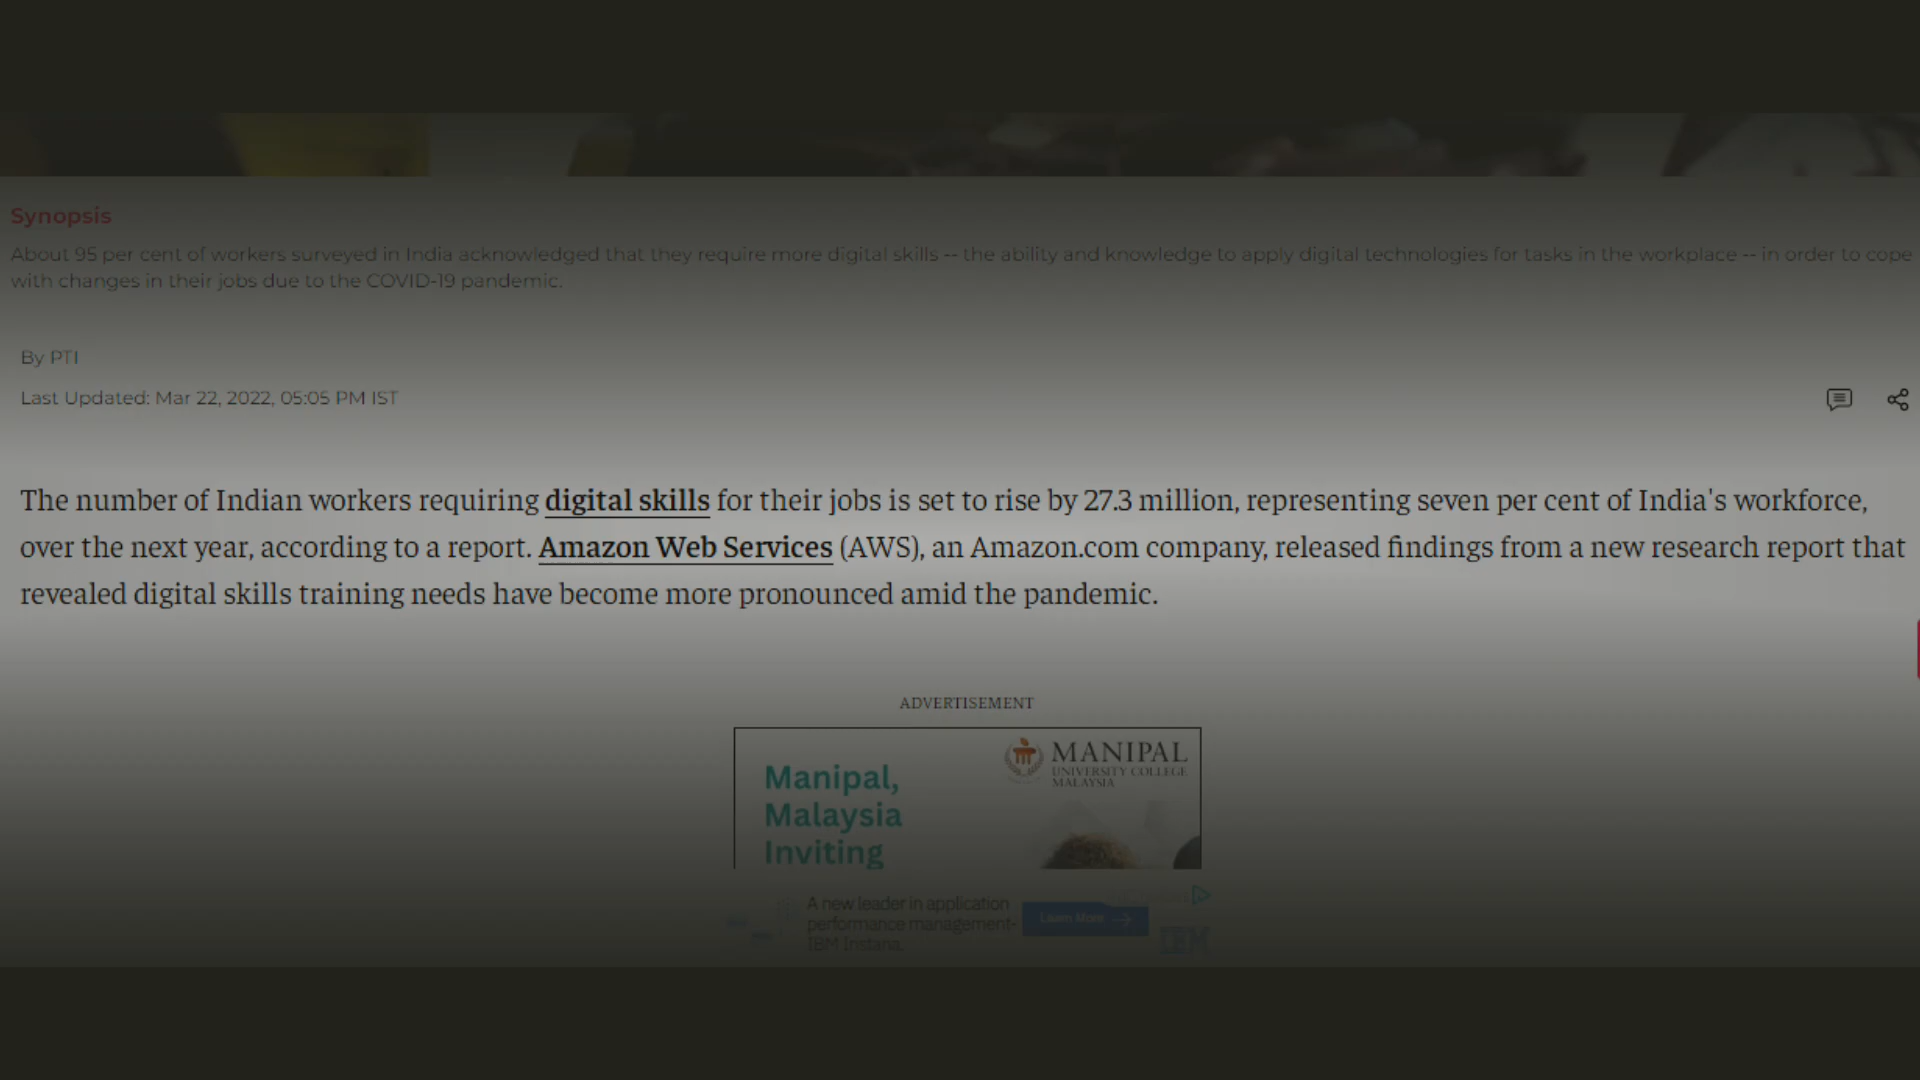 Synopsis
About 95 per cent of workers surveyed in India acknowledged that they require more digital skills -- the ability and knowledge to apply digital technologies for tasks in the workplace -- in order to cope
with changes in their jobs due to the COVID-19 pandemic.
By PTI
Last Updated: Mar 22, 2022, 05:05 PM IST
The number of Indian workers requiring digital skills for their jobs is set to rise by 27.3 million, representing seven per cent of India's workforce,
over the next year, according to a report. Amazon Web Services (AWS), an Amazon.com company, released findings from a new research report that
revealed digital skills training needs have become more pronounced amid the pandemic.
ADVERTISEMENT
MANIPAL
UNIVERSITY COLLEGE
MALAYSIA
Manipal,
Malaysia
Inviting
A new leader in application
performance management-
IBM Instana.
Learn More
IBM